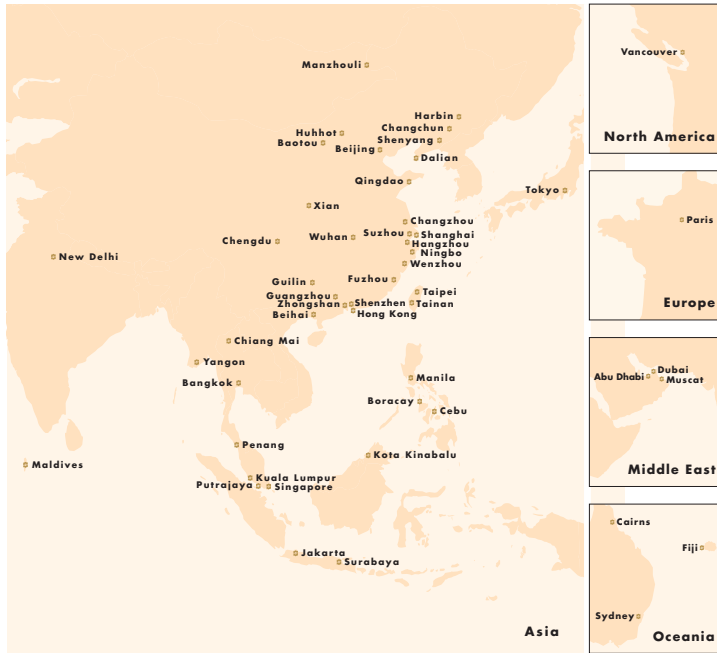 Manzhouli
Harbin
Changchun
Huhhot
Shenyang
Baotou
Beijing
Dalian
Qingdao
Tokyo
Xian
Changzhou
Suzhou
Shanghai
Chengdu
Wuhan
Hangzhou
Ningbo
New Delhi
Wenzhou
Guilin
Fuzhou
Taipei
Guangzhou
Zhongshan
Shenzhen
Tainan
Beihai
Hong Kong
Chiang Mai
Yangon
Bangkok
Manila
Boracay
Cebu
Penang
Kota Kinabalu
Maldives
Kuala Lumpur
Putrajaya
Singapore
Jakarta
Surabaya
Asia
Vancouver
North America
Paris
Europe
Dubai
Abu Dhabi
Muscat
Middle East
Cairns
Fiji
Sydney
Oceania